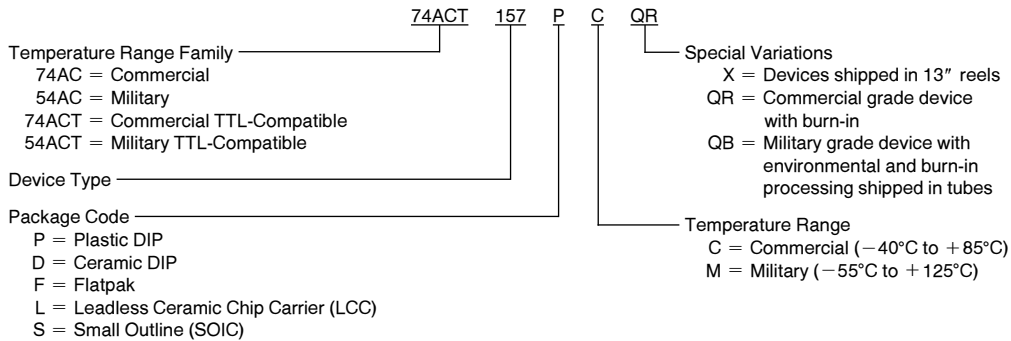 74ACT 157 P C QR
Temperature Range Family
74AC = Commercial
54AC = Military
74ACT = Commercial TTL-Compatible
54ACT = Military TTL-Compatible
Device Type
Package Code
P = Plastic DIP
D = Ceramic DIP
F = Flatpak
L = Leadless Ceramic Chip Carrier (LCC)
S = Small Outline (SOIC)
Special Variations
X = Devices shipped in 13″ reels
QR = Commercial grade device
with burn-in
QB = Military grade device with
environmental and burn-in
processing shipped in tubes
Temperature Range
C = Commercial (−40°C to +85°C)
M = Military (−55°C to +125°C)